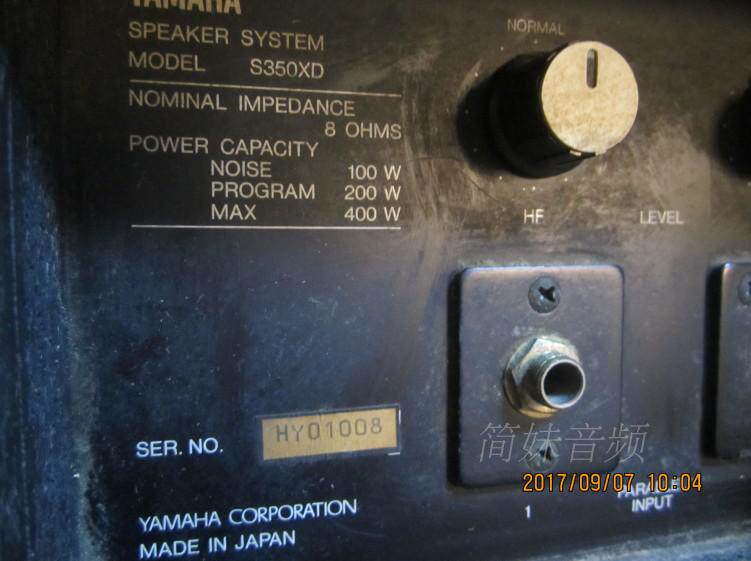 YAMAHA
SPEAKER SYSTEM
MODEL S350XD
NOMINAL IMPEDANCE
8 OHMS
POWER CAPACITY
NOISE 100 W
PROGRAM 200 W
MAX 400 W
NORMAL
HF LEVEL
SER. NO. HY01008
简妹音频
2017/09/07 10:04
INPUT
1
YAMAHA CORPORATION
MADE IN JAPAN